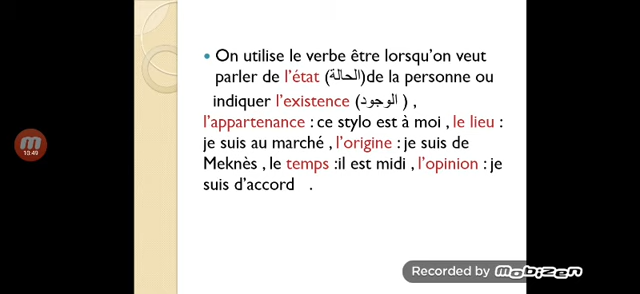 • On utilise le verbe être lorsqu'on veut
parler de l'état (الحالة)de la personne ou
indiquer l'existence (الوجود ) ,
l'appartenance : ce stylo est à moi , le lieu :
je suis au marché , l'origine : je suis de
Meknès , le temps :il est midi , l'opinion : je
suis d'accord .
13:49
Recorded by Mobizen